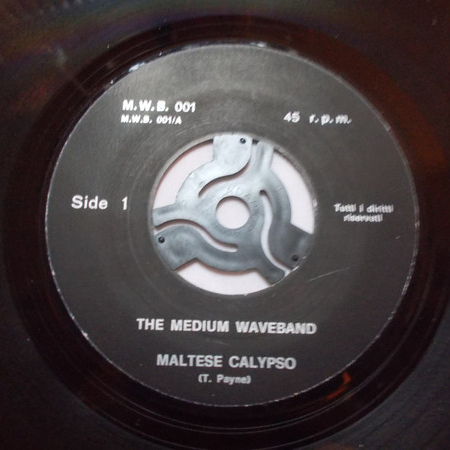 M.W.B. 001
M.W.B. 001/A
45 r.p.m.
Side 1
Tutti i diritti
riservati
THE MEDIUM WAVEBAND
MALTESE CALYPSO
(T. Payne)